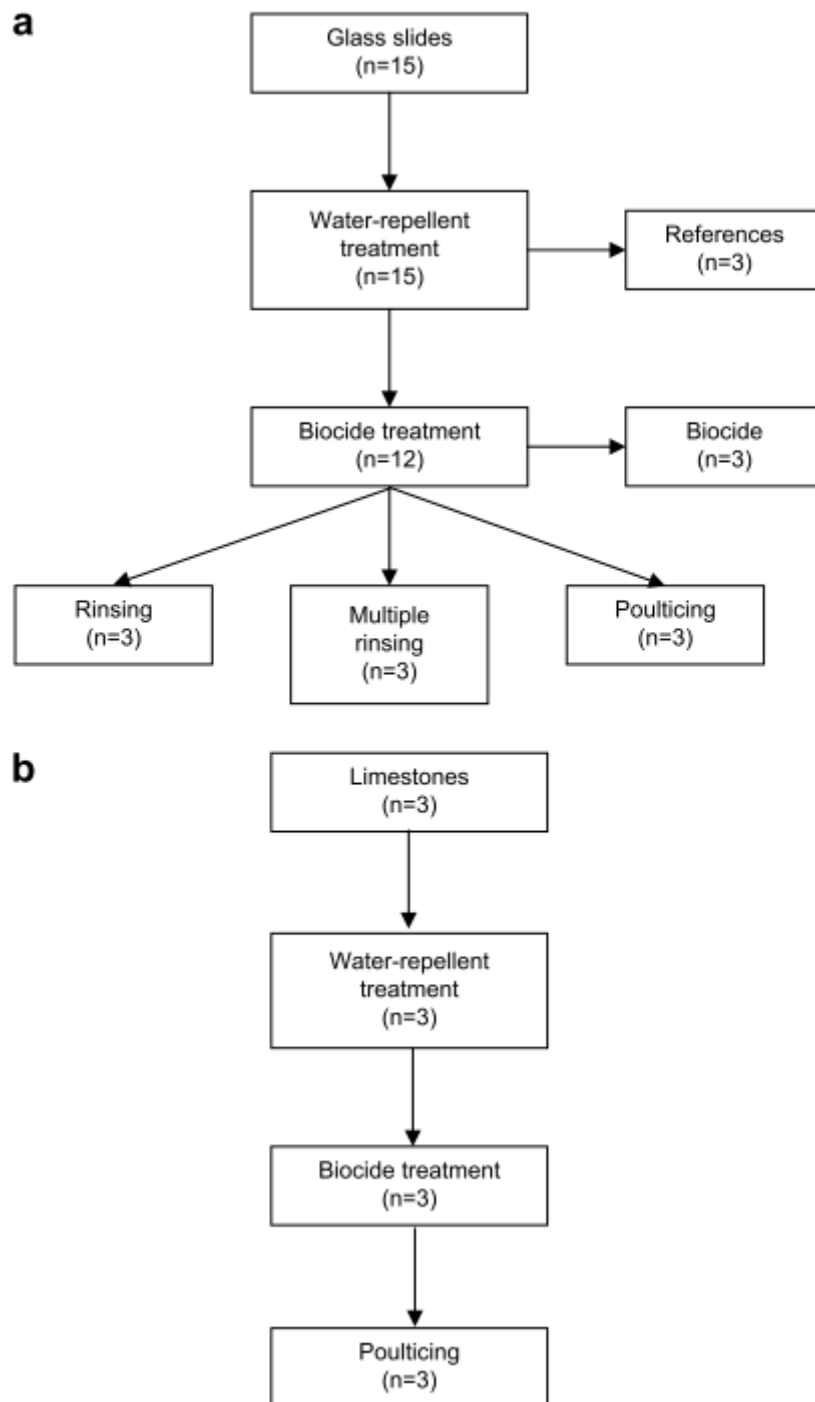 a
Glass slides
(n=15)
Water-repellent
treatment
(n=15)
References
(n=3)
Biocide treatment
(n=12)
Biocide
(n=3)
Rinsing
(n=3)
Multiple
rinsing
(n=3)
Poulticing
(n=3)
b
Limestones
(n=3)
Water-repellent
treatment
(n=3)
Biocide treatment
(n=3)
Poulticing
(n=3)